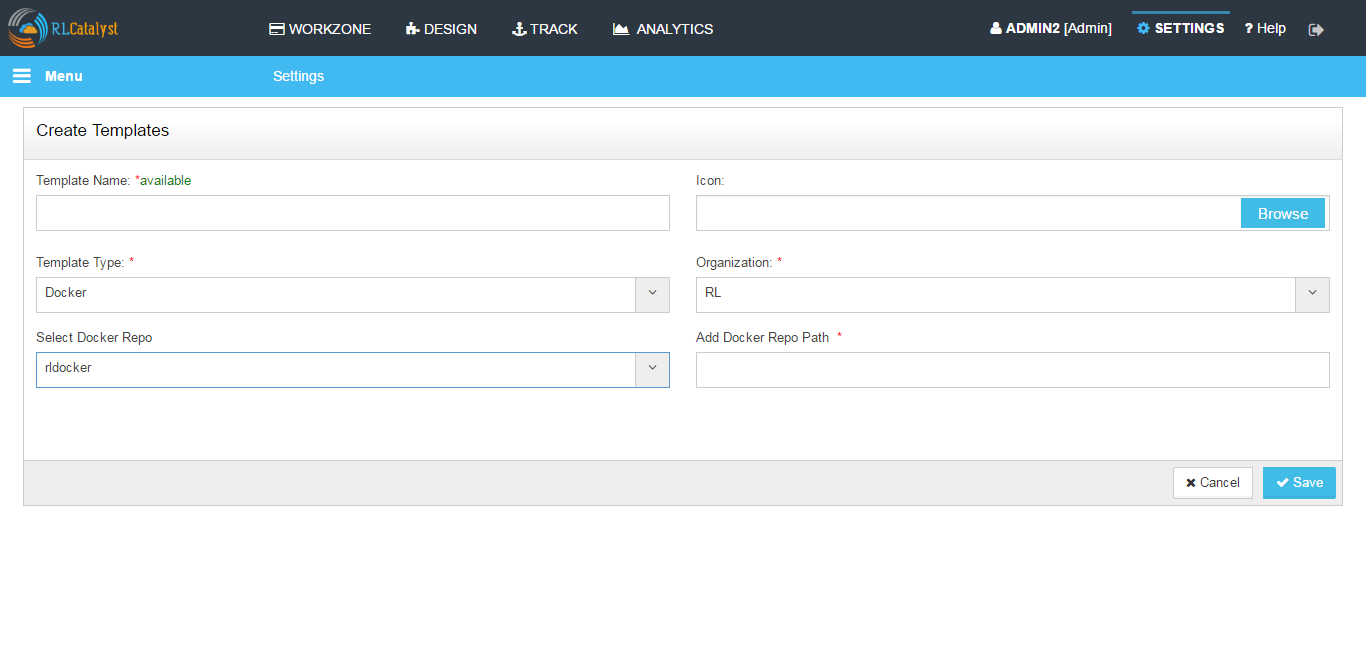 RLCatalyst WORKZONE DESIGN TRACK ANALYTICS ADMIN2 [Admin] SETTINGS ? Help
Menu Settings
Create Templates
Template Name: *available Icon:
Browse
Template Type: * Organization: *
Docker RL
Select Docker Repo Add Docker Repo Path *
rldocker
Cancel Save